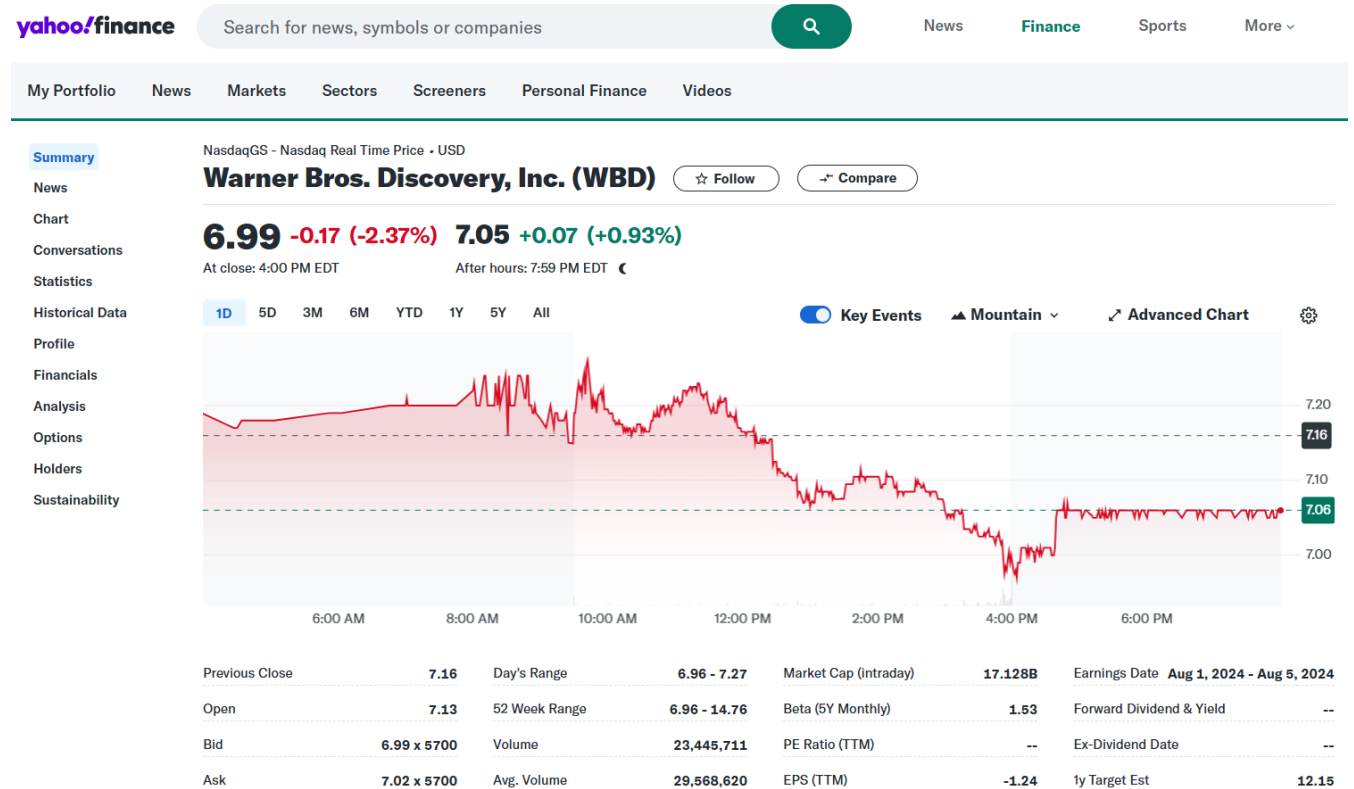 yahoo!finance Search for news, symbols or companies News Finance Sports More
My Portfolio News Markets Sectors Screeners Personal Finance Videos
Summary
News
Chart
Conversations
Statistics
Historical Data
Profile
Financials
Analysis
Options
Holders
Sustainability
NasdaqGS - Nasdaq Real Time Price • USD
Warner Bros. Discovery, Inc. (WBD) Follow Compare
6.99 -0.17 (-2.37%) 7.05 +0.07 (+0.93%)
At close: 4:00 PM EDT After hours: 7:59 PM EDT
1D 5D 3M 6M YTD 1Y 5Y All Key Events Mountain Advanced Chart
7.20
7.16
7.10
7.06
7.00
6:00 AM 8:00 AM 10:00 AM 12:00 PM 2:00 PM 4:00 PM 6:00 PM
Previous Close 7.16 Day's Range 6.96 - 7.27 Market Cap (intraday) 17.128B Earnings Date Aug 1, 2024 - Aug 5, 2024
Open 7.13 52 Week Range 6.96 - 14.76 Beta (5Y Monthly) 1.53 Forward Dividend & Yield --
Bid 6.99 x 5700 Volume 23,445,711 PE Ratio (TTM) -- Ex-Dividend Date --
Ask 7.02 x 5700 Avg. Volume 29,568,620 EPS (TTM) -1.24 1y Target Est 12.15